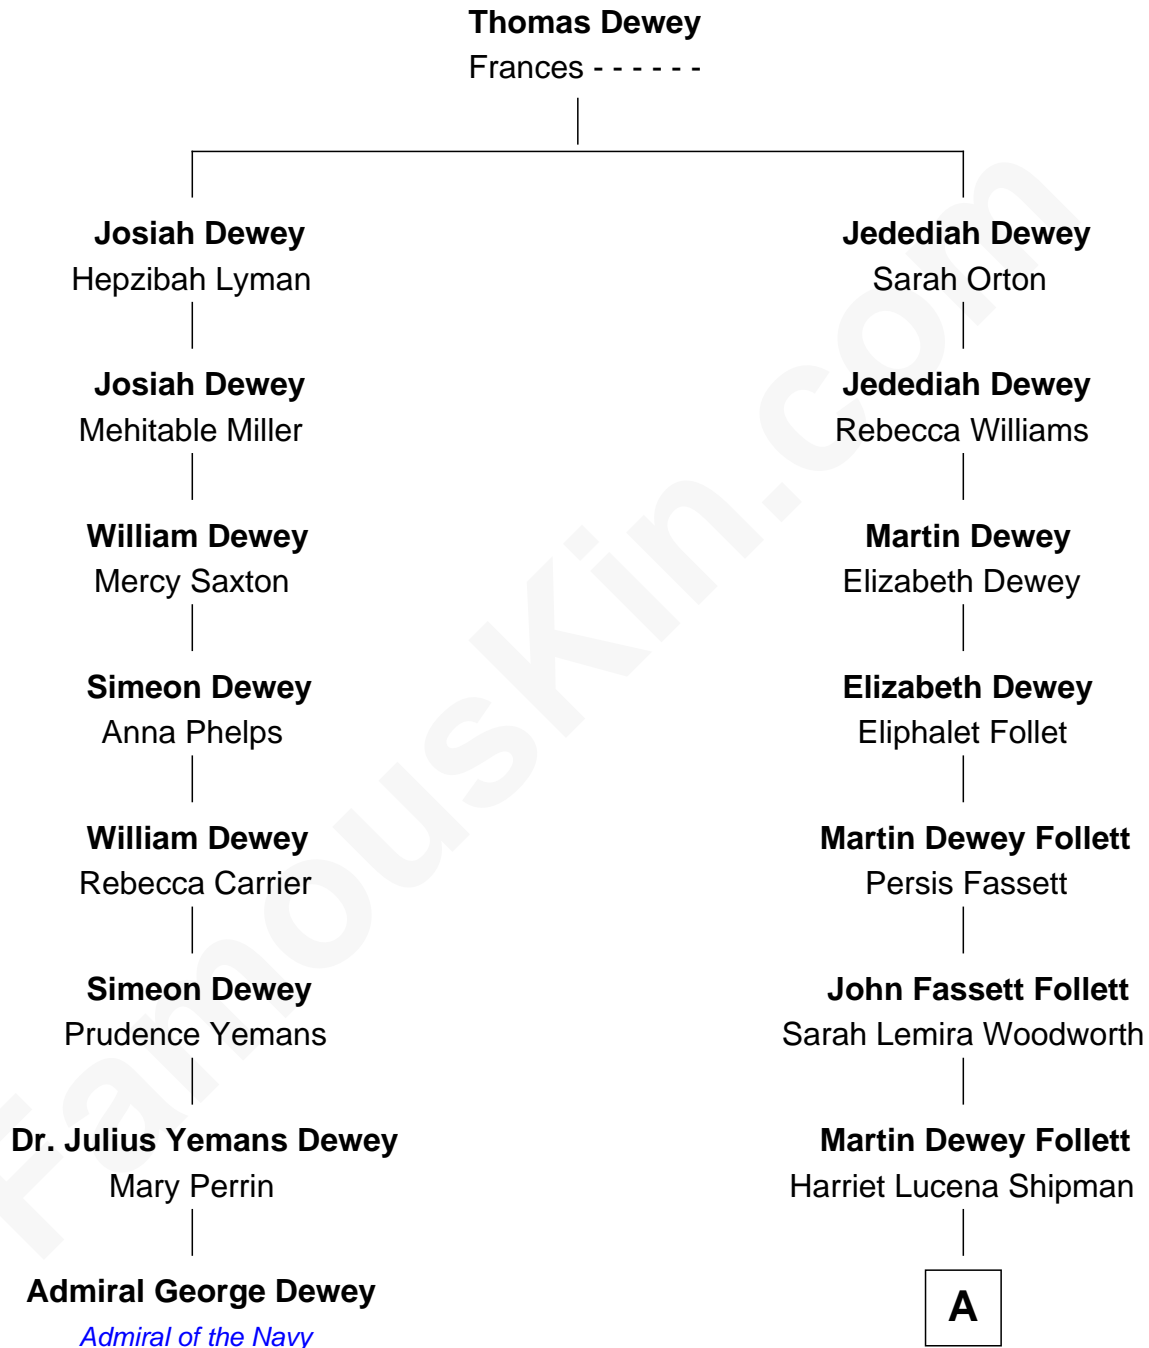 Thomas Dewey
Frances - - - - - -
Josiah Dewey
Hepzibah Lyman
Jedediah Dewey
Sarah Orton
Josiah Dewey
Mehitable Miller
Jedediah Dewey
Rebecca Williams
William Dewey
Mercy Saxton
Martin Dewey
Elizabeth Dewey
Simeon Dewey
Anna Phelps
Elizabeth Dewey
Eliphalet Follet
William Dewey
Rebecca Carrier
Martin Dewey Follett
Persis Fassett
Simeon Dewey
Prudence Yemans
John Fassett Follett
Sarah Lemira Woodworth
Dr. Julius Yemans Dewey
Mary Perrin
Martin Dewey Follett
Harriet Lucena Shipman
Admiral George Dewey
Admiral of the Navy
A
FamousKin.com